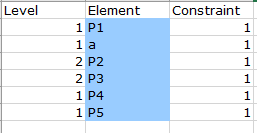 Level Element Constraint
1 P1 1
1 a 1
2 P2 1
2 P3 1
1 P4 1
1 P5 1